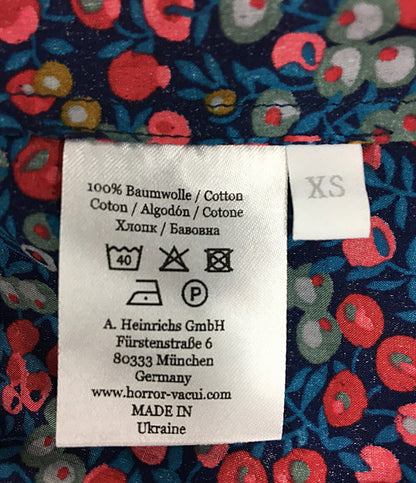 100% Baumwolle / Cotton
Coton / Algodón / Cotone
Хлопк / Бавовна
40
P
A. Heinrichs GmbH
Fürstenstraße 6
80333 München
Germany
www.horror-vacui.com
MADE IN
Ukraine
XS